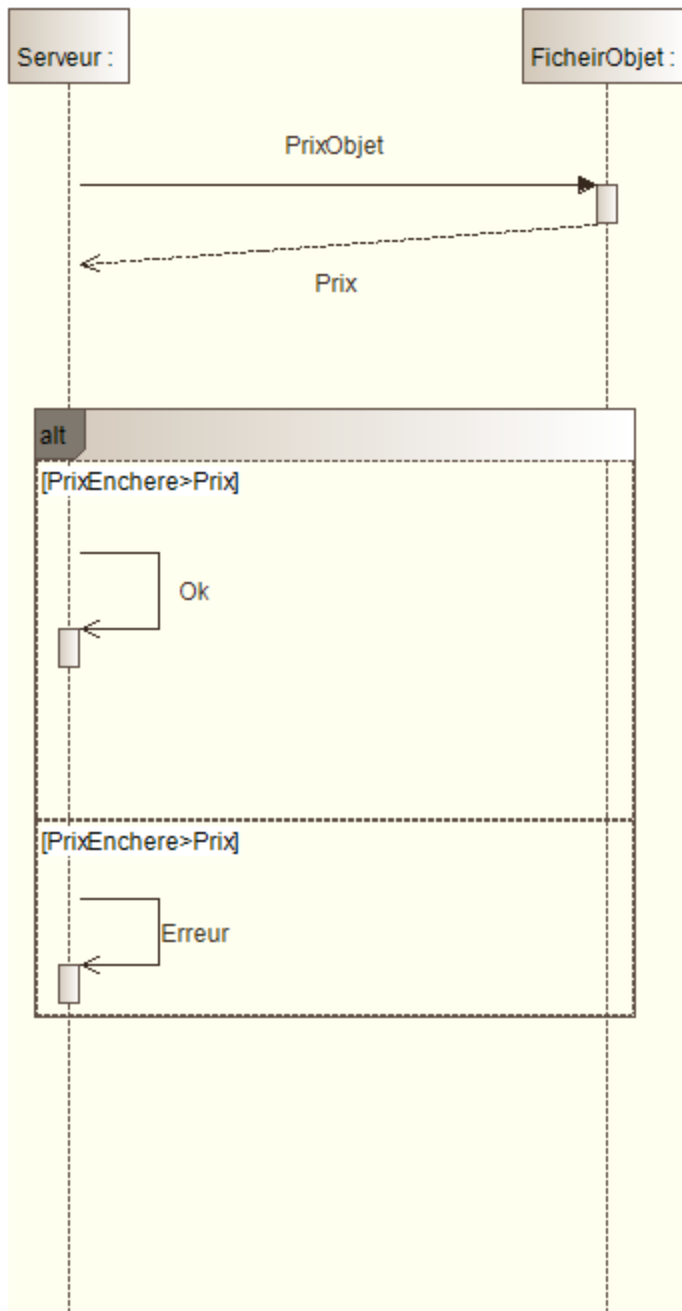 Serveur :
FicheirObjet :
PrixObjet
Prix
alt
[PrixEnchere>Prix]
Ok
[PrixEnchere>Prix]
Erreur